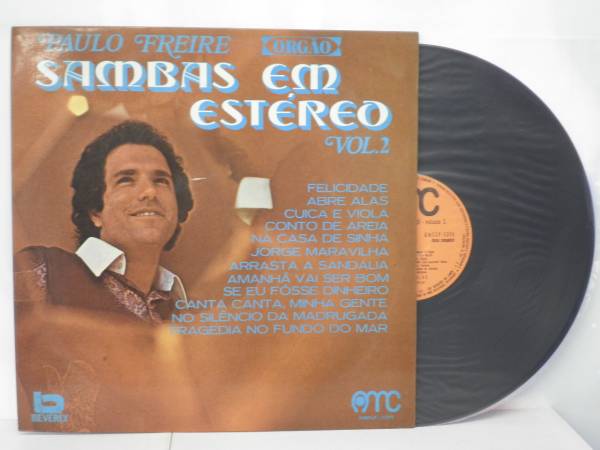 PAULO FREIRE
ORGÃO
SAMBAS EM
ESTÉREO
VOL.2
FELICIDADE
ABRE ALAS
CUICA E VIOLA
CONTO DE AREIA
NA CASA DE SINHÁ
JORGE MARAVILHA
ARRASTA A SANDALIA
AMANHÃ VAI SER BOM
SE EU FÔSSE DINHEIRO
CANTA CANTA, MINHA GENTE
NO SILÊNCIO DA MADRUGADA
TRAGEDIA NO FUNDO DO MAR
BEVERLY
AMC